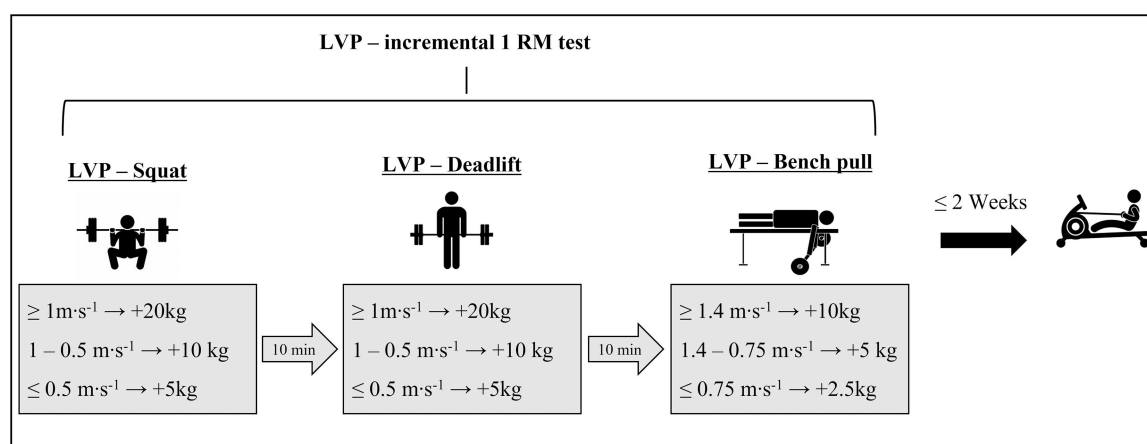 LVP – incremental 1 RM test
LVP – Squat
LVP – Deadlift
LVP – Bench pull
≤ 2 Weeks
≥ 1m·s⁻¹ → +20kg
1 – 0.5 m·s⁻¹ → +10 kg
≤ 0.5 m·s⁻¹ → +5kg
10 min
≥ 1m·s⁻¹ → +20kg
1 – 0.5 m·s⁻¹ → +10 kg
≤ 0.5 m·s⁻¹ → +5kg
10 min
≥ 1.4 m·s⁻¹ → +10kg
1.4 – 0.75 m·s⁻¹ → +5 kg
≤ 0.75 m·s⁻¹ → +2.5kg